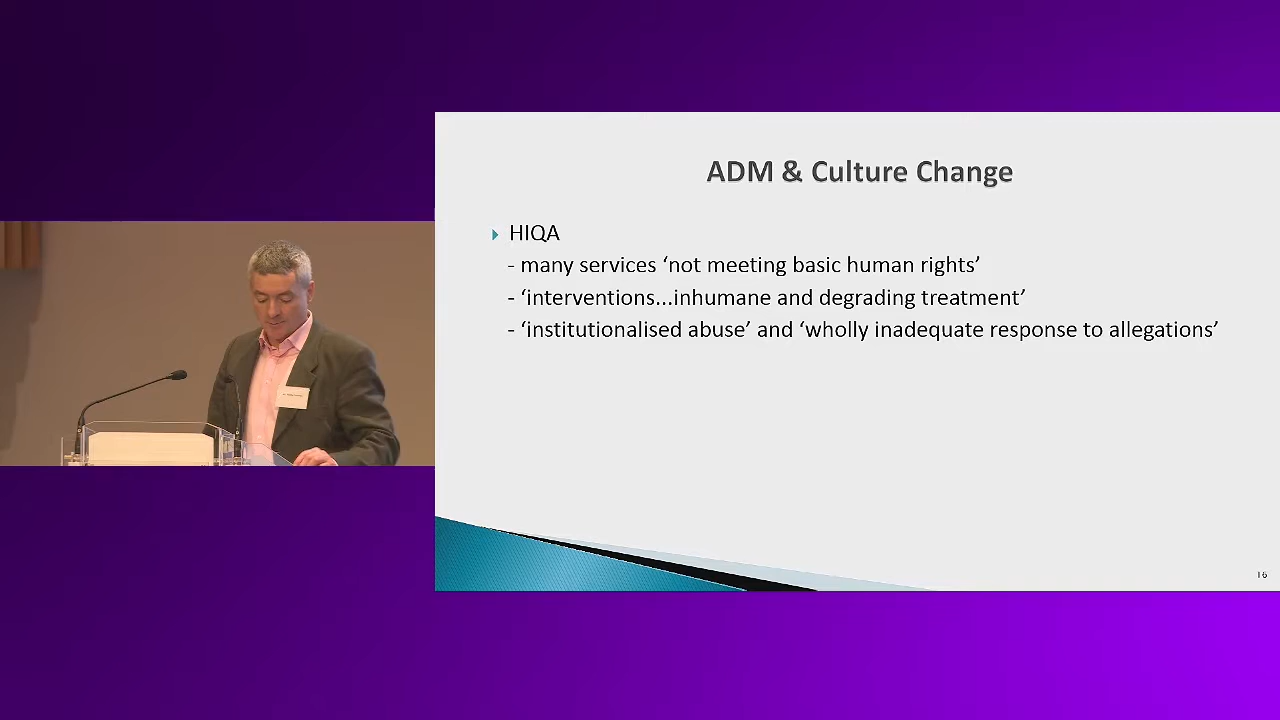 ADM & Culture Change
HIQA
- many services ‘not meeting basic human rights’
- ‘interventions...inhumane and degrading treatment’
- ‘institutionalised abuse’ and ‘wholly inadequate response to allegations’
16